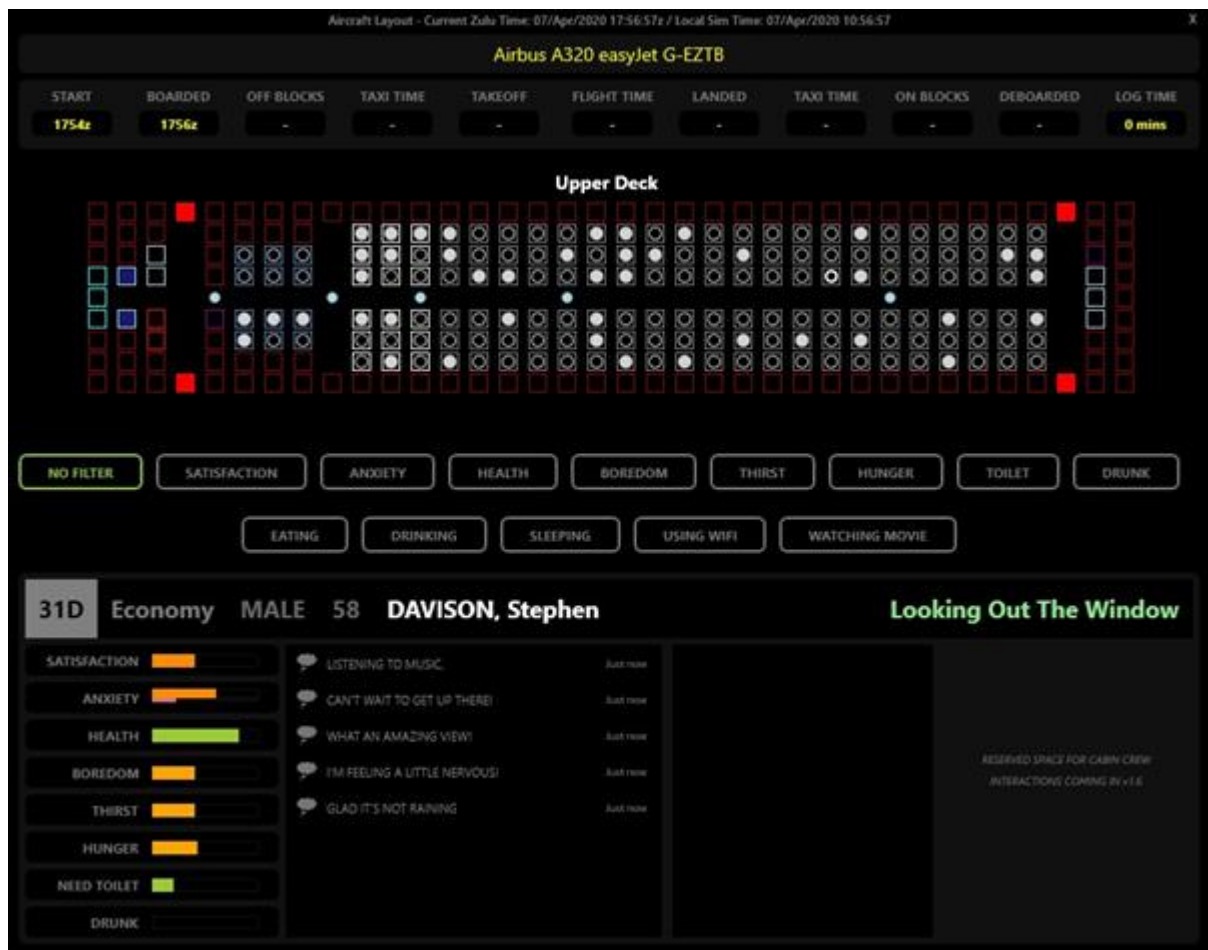 Aircraft Layout - Current Zulu Time: 07/Apr/2020 17:56:57z / Local Sim Time: 07/Apr/2020 10:56:57 X
Airbus A320 easyJet G-EZTB
START BOARDED OFF BLOCKS TAXI TIME TAKEOFF FLIGHT TIME LANDED TAXI TIME ON BLOCKS DEBOARDED LOG TIME
1754z 1756z - - - - - - - - 0 mins
Upper Deck
NO FILTER SATISFACTION ANXIETY HEALTH BOREDOM THIRST HUNGER TOILET DRUNK
EATING DRINKING SLEEPING USING WIFI WATCHING MOVIE
31D Economy MALE 58 DAVISON, Stephen Looking Out The Window
SATISFACTION LISTENING TO MUSIC. Just now
ANXIETY CAN'T WAIT TO GET UP THERE! Just now
HEALTH WHAT AN AMAZING VIEW! Just now
BOREDOM I'M FEELING A LITTLE NERVOUS! Just now
THIRST GLAD IT'S NOT RAINING Just now
HUNGER
NEED TOILET
DRUNK
RESERVED SPACE FOR CABIN CREW
INTERACTIONS COMING IN v1.6